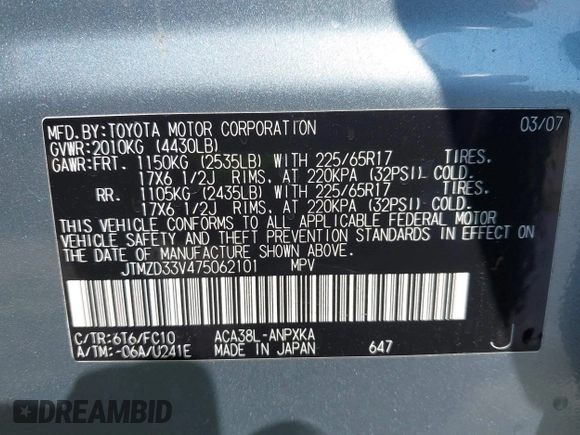 MFD.BY:TOYOTA MOTOR CORPORATION 03/07
GVWR:2010KG (4430LB)
GAWR:FRT. 1150KG (2535LB) WITH 225/65R17 TIRES.
17X6 1/2J RIMS, AT 220KPA (32PSI) COLD.
RR. 1105KG (2435LB) WITH 225/65R17 TIRES.
17X6 1/2J RIMS, AT 220KPA (32PSI) COLD.
THIS VEHICLE CONFORMS TO ALL APPLICABLE FEDERAL MOTOR
VEHICLE SAFETY AND THEFT PREVENTION STANDARDS IN EFFECT ON
THE DATE OF MANUFACTURE SHOWN ABOVE.
JTMZD33V475062101 MPV
C/TR:6T6/FC10 ACA38L-ANPXKA
A/TM:-06A/U241E MADE IN JAPAN 647 J
DREAMBID